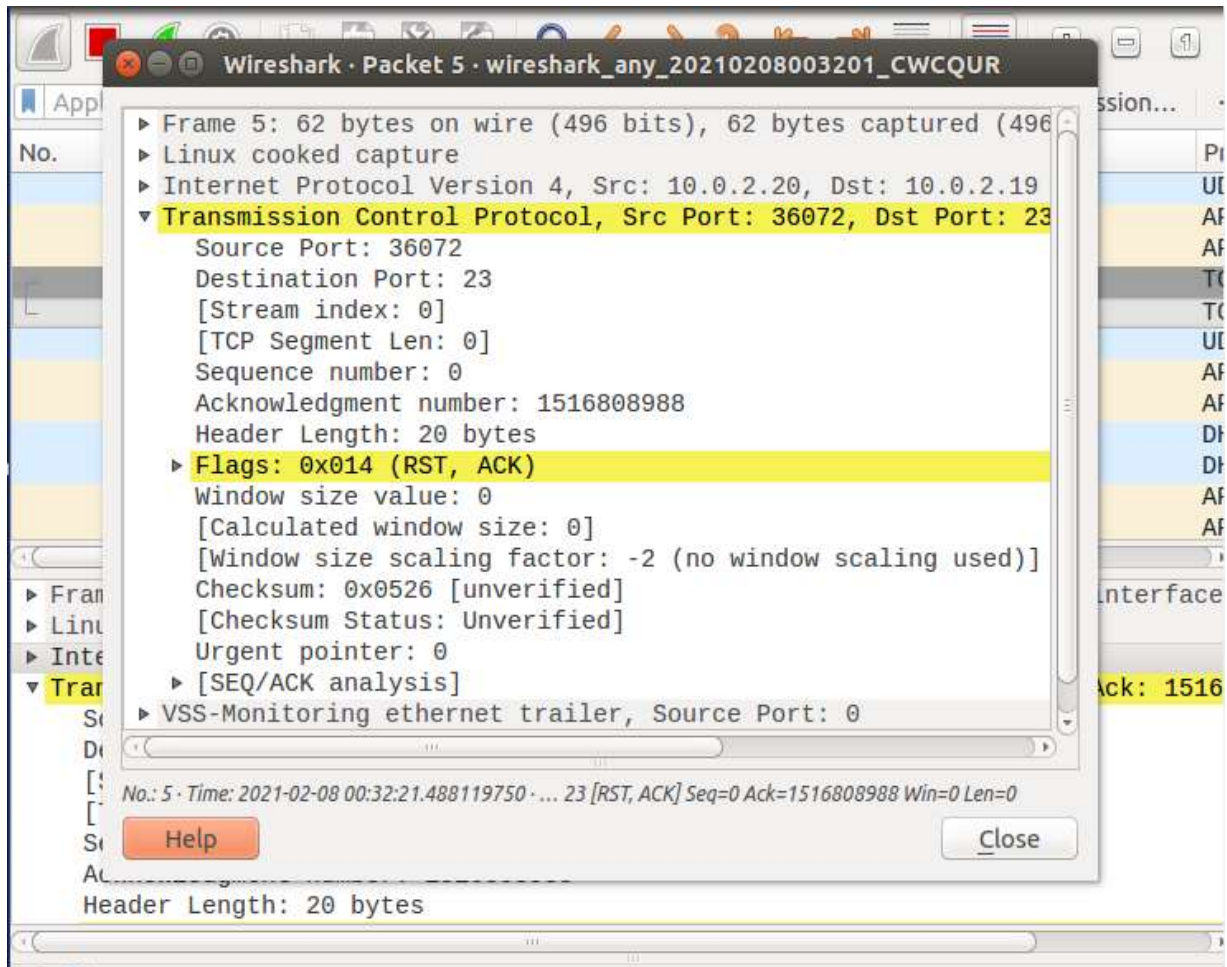 Wireshark · Packet 5 · wireshark_any_20210208003201_CWCQUR
Appl
ssion...
No.
▸ Frame 5: 62 bytes on wire (496 bits), 62 bytes captured (496
▸ Linux cooked capture
▸ Internet Protocol Version 4, Src: 10.0.2.20, Dst: 10.0.2.19
▾ Transmission Control Protocol, Src Port: 36072, Dst Port: 23
Source Port: 36072
Destination Port: 23
[Stream index: 0]
[TCP Segment Len: 0]
Sequence number: 0
Acknowledgment number: 1516808988
Header Length: 20 bytes
▸ Flags: 0x014 (RST, ACK)
Window size value: 0
[Calculated window size: 0]
[Window size scaling factor: -2 (no window scaling used)]
Checksum: 0x0526 [unverified]
[Checksum Status: Unverified]
Urgent pointer: 0
▸ [SEQ/ACK analysis]
▸ VSS-Monitoring ethernet trailer, Source Port: 0
No.: 5 · Time: 2021-02-08 00:32:21.488119750 · ... 23 [RST, ACK] Seq=0 Ack=1516808988 Win=0 Len=0
Help
Close
▸ Fram
interface
▸ Linu
▸ Inte
▾ Tran
Ack: 1516
Header Length: 20 bytes